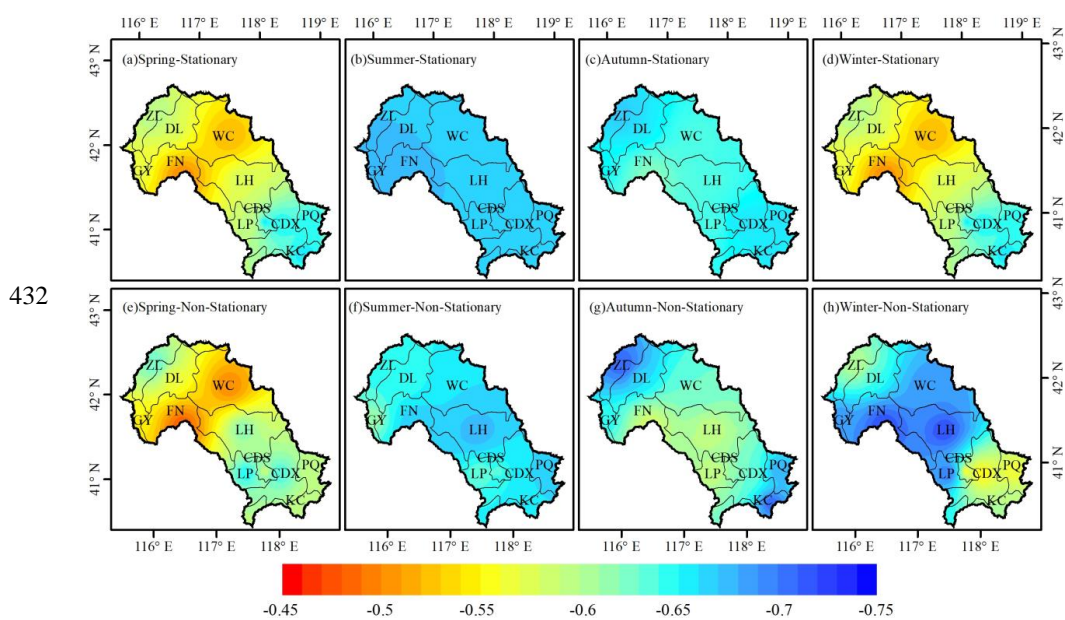 116° E 117° E 118° E 119° E 116° E 117° E 118° E 119° E 116° E 117° E 118° E 119° E 116° E 117° E 118° E 119° E
43° N
42° N
41° N
(a)Spring-Stationary
ZL
DL
WC
GY
FN
LH
CDS
LP
CDX
PQ
KC
(b)Summer-Stationary
ZL
DL
WC
GY
FN
LH
CDS
LP
CDX
PQ
KC
(c)Autumn-Stationary
ZL
DL
WC
GY
FN
LH
CDS
LP
CDX
PQ
KC
(d)Winter-Stationary
ZL
DL
WC
GY
FN
LH
CDS
LP
CDX
PQ
KC
43° N
42° N
41° N
432
43° N
42° N
41° N
(e)Spring-Non-Stationary
ZL
DL
WC
GY
FN
LH
CDS
LP
CDX
PQ
KC
(f)Summer-Non-Stationary
ZL
DL
WC
GY
FN
LH
CDS
LP
CDX
PQ
KC
(g)Autumn-Non-Stationary
ZL
DL
WC
GY
FN
LH
CDS
LP
CDX
PQ
KC
(h)Winter-Non-Stationary
ZL
DL
WC
GY
FN
LH
CDS
LP
CDX
PQ
KC
43° N
42° N
41° N
116° E 117° E 118° E 116° E 117° E 118° E 116° E 117° E 118° E 116° E 117° E 118° E
-0.45 -0.5 -0.55 -0.6 -0.65 -0.7 -0.75